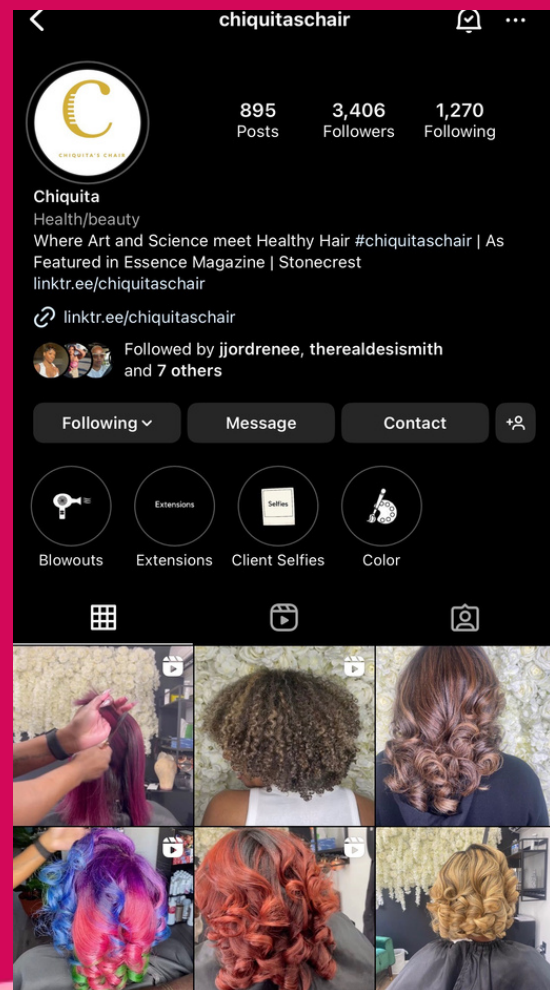 chiquitaschair
C
CHIQUITA'S CHAIR
895
Posts
3,406
Followers
1,270
Following
Chiquita
Health/beauty
Where Art and Science meet Healthy Hair #chiquitaschair | As
Featured in Essence Magazine | Stonecrest
linktr.ee/chiquitaschair
linktr.ee/chiquitaschair
Followed by jjordrenee, therealdesismith
and 7 others
Following
Message
Contact
Extensions
Selfies
Blowouts
Extensions
Client Selfies
Color